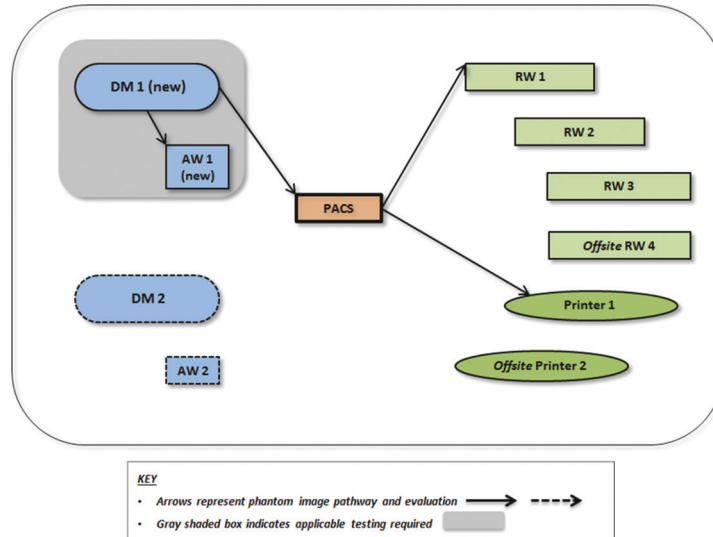 DM 1 (new)
AW 1
(new)
PACS
RW 1
RW 2
RW 3
Offsite RW 4
DM 2
Printer 1
AW 2
Offsite Printer 2
KEY
• Arrows represent phantom image pathway and evaluation
• Gray shaded box indicates applicable testing required